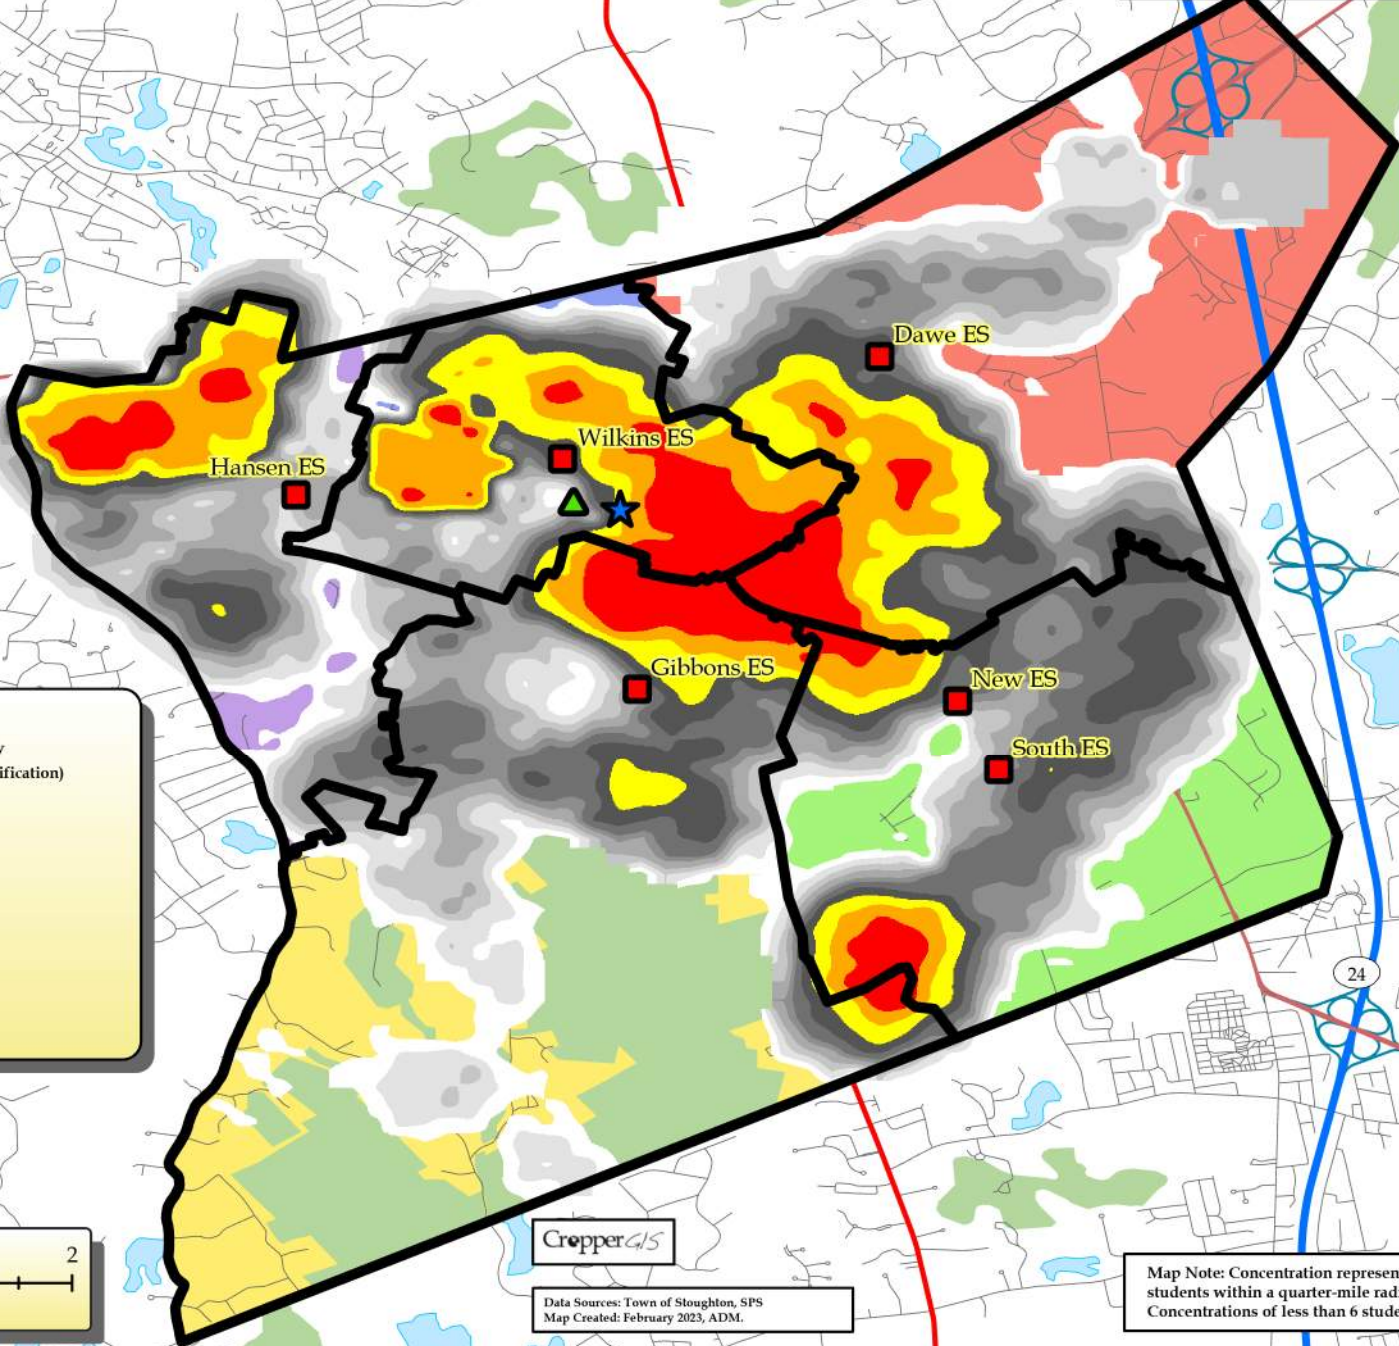 Dawe ES
Wilkins ES
Hansen ES
Gibbons ES
New ES
South ES
ification)
24
2
CropperGIS
Data Sources: Town of Stoughton, SPS
Map Created: February 2023, ADM.
Map Note: Concentration represen
students within a quarter-mile rad
Concentrations of less than 6 stude